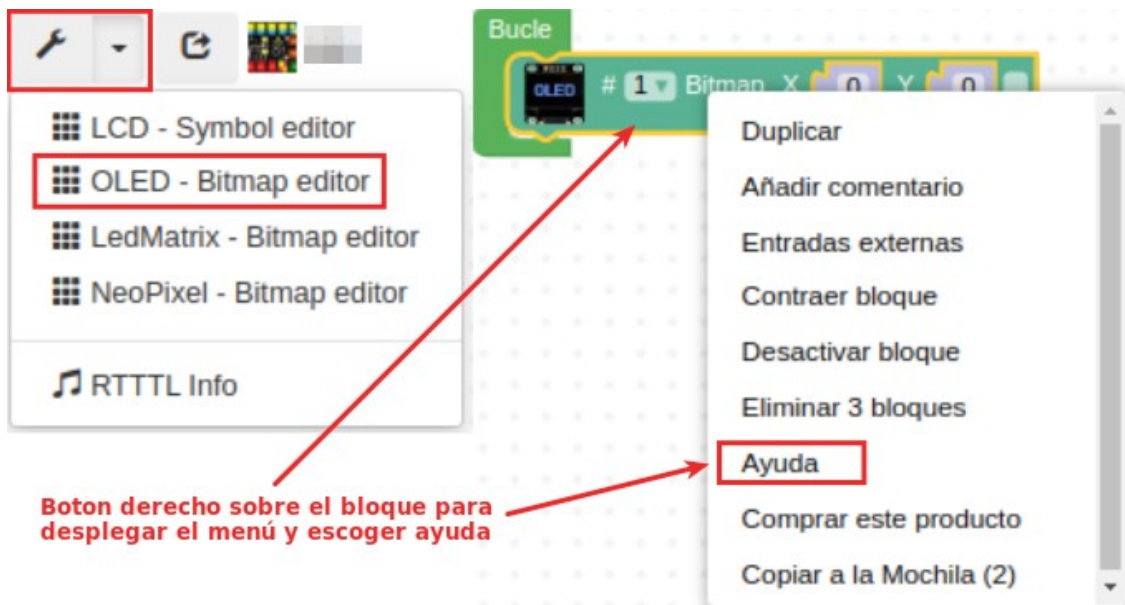 LCD - Symbol editor
OLED - Bitmap editor
LedMatrix - Bitmap editor
NeoPixel - Bitmap editor
RTTTL Info
Bucle
OLED # 1 Bitmap X 0 Y 0
Duplicar
Añadir comentario
Entradas externas
Contraer bloque
Desactivar bloque
Eliminar 3 bloques
Ayuda
Comprar este producto
Copiar a la Mochila (2)
Boton derecho sobre el bloque para
desplegar el menú y escoger ayuda